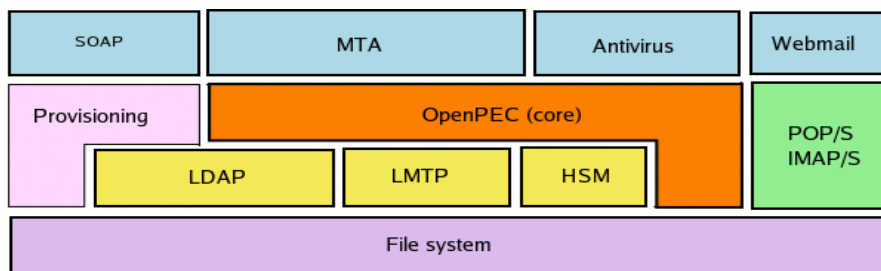 SOAP
MTA
Antivirus
Webmail
Provisioning
OpenPEC (core)
POP/S
IMAP/S
LDAP
LMTP
HSM
File system